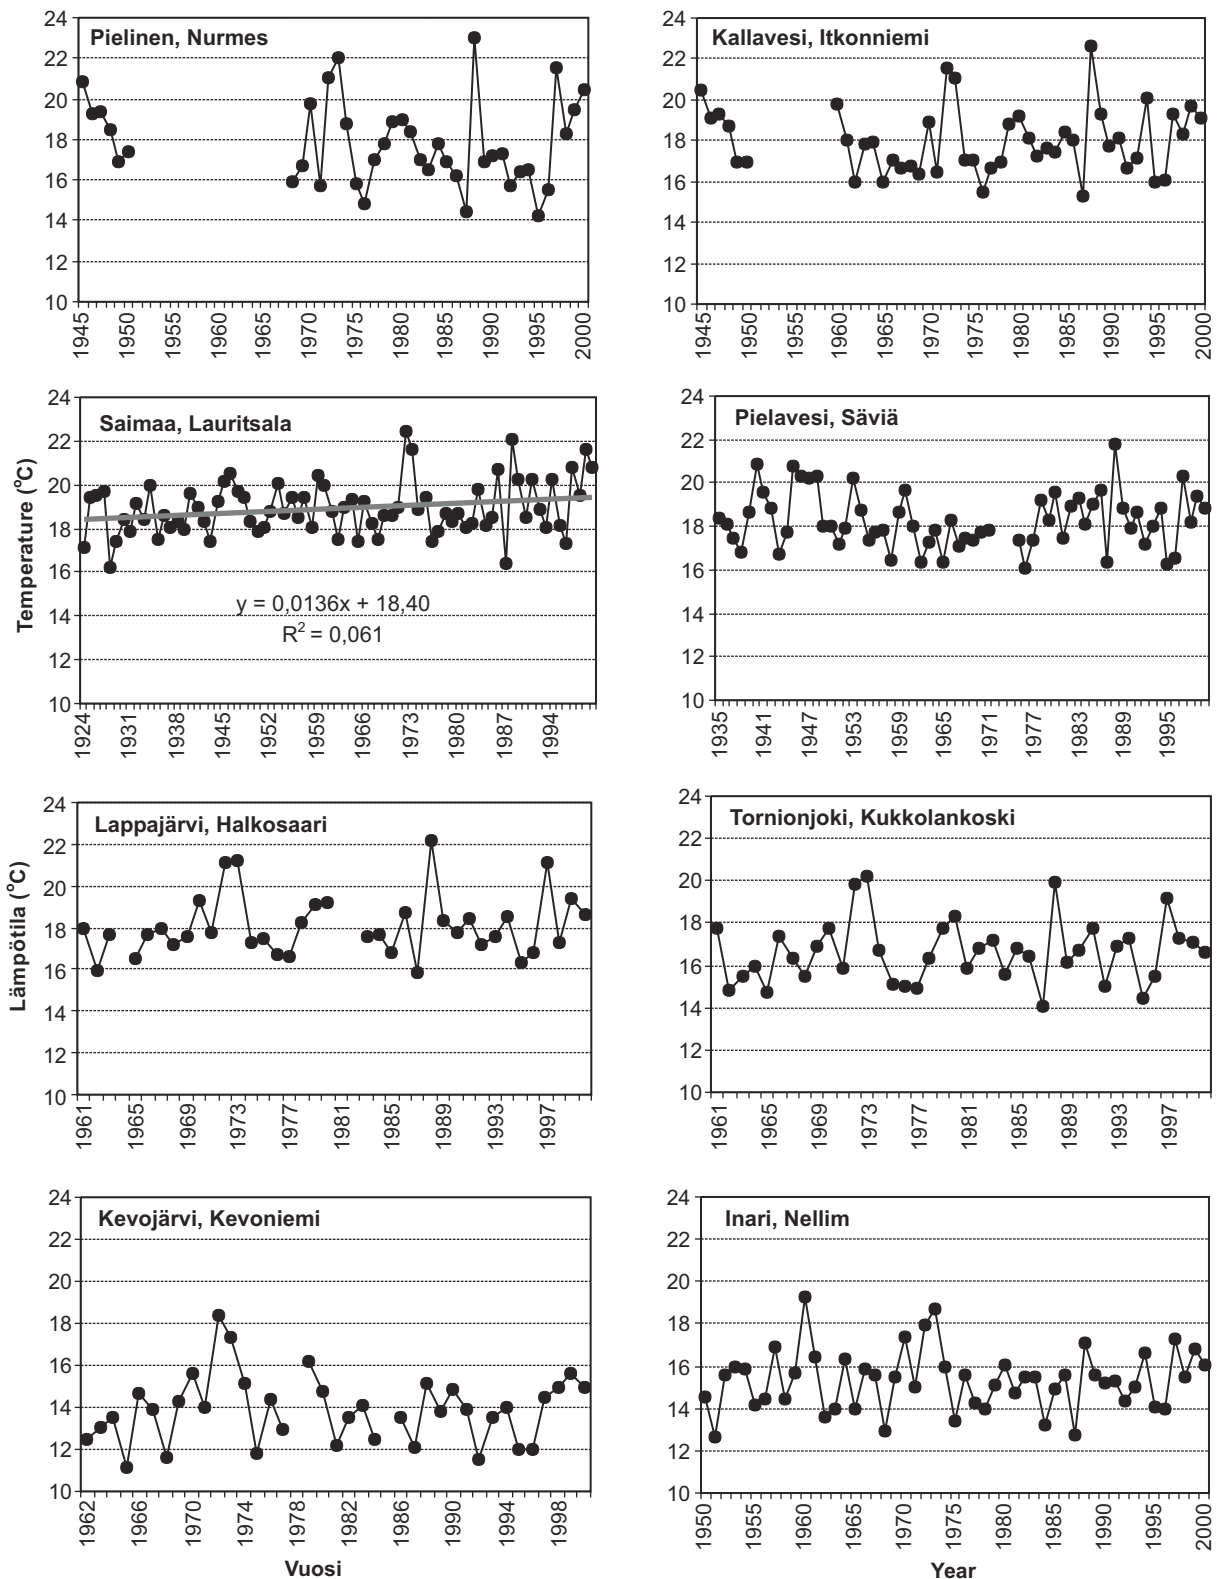 Pielinen, Nurmes
24
22
20
18
16
14
12
10
1945 1950 1955 1960 1965 1970 1975 1980 1985 1990 1995 2000
Kallavesi, Itkonniemi
24
22
20
18
16
14
12
10
1945 1950 1955 1960 1965 1970 1975 1980 1985 1990 1995 2000
Saimaa, Lauritsala
24
22
20
18
16
14
12
10
y = 0,0136x + 18,40
R² = 0,061
1924 1931 1938 1945 1952 1959 1966 1973 1980 1987 1994
Temperature (°C)
Pielavesi, Säviä
24
22
20
18
16
14
12
10
1935 1941 1947 1953 1959 1965 1971 1977 1983 1989 1995
Lappajärvi, Halkosaari
24
22
20
18
16
14
12
10
1961 1965 1969 1973 1977 1981 1985 1989 1993 1997
Lämpötila (°C)
Tornionjoki, Kukkolankoski
24
22
20
18
16
14
12
10
1961 1965 1969 1973 1977 1981 1985 1989 1993 1997
Kevojärvi, Kevoniemi
24
22
20
18
16
14
12
10
1962 1966 1970 1974 1978 1982 1986 1990 1994 1998
Vuosi
Inari, Nellim
24
22
20
18
16
14
12
10
1950 1955 1960 1965 1970 1975 1980 1985 1990 1995 2000
Year